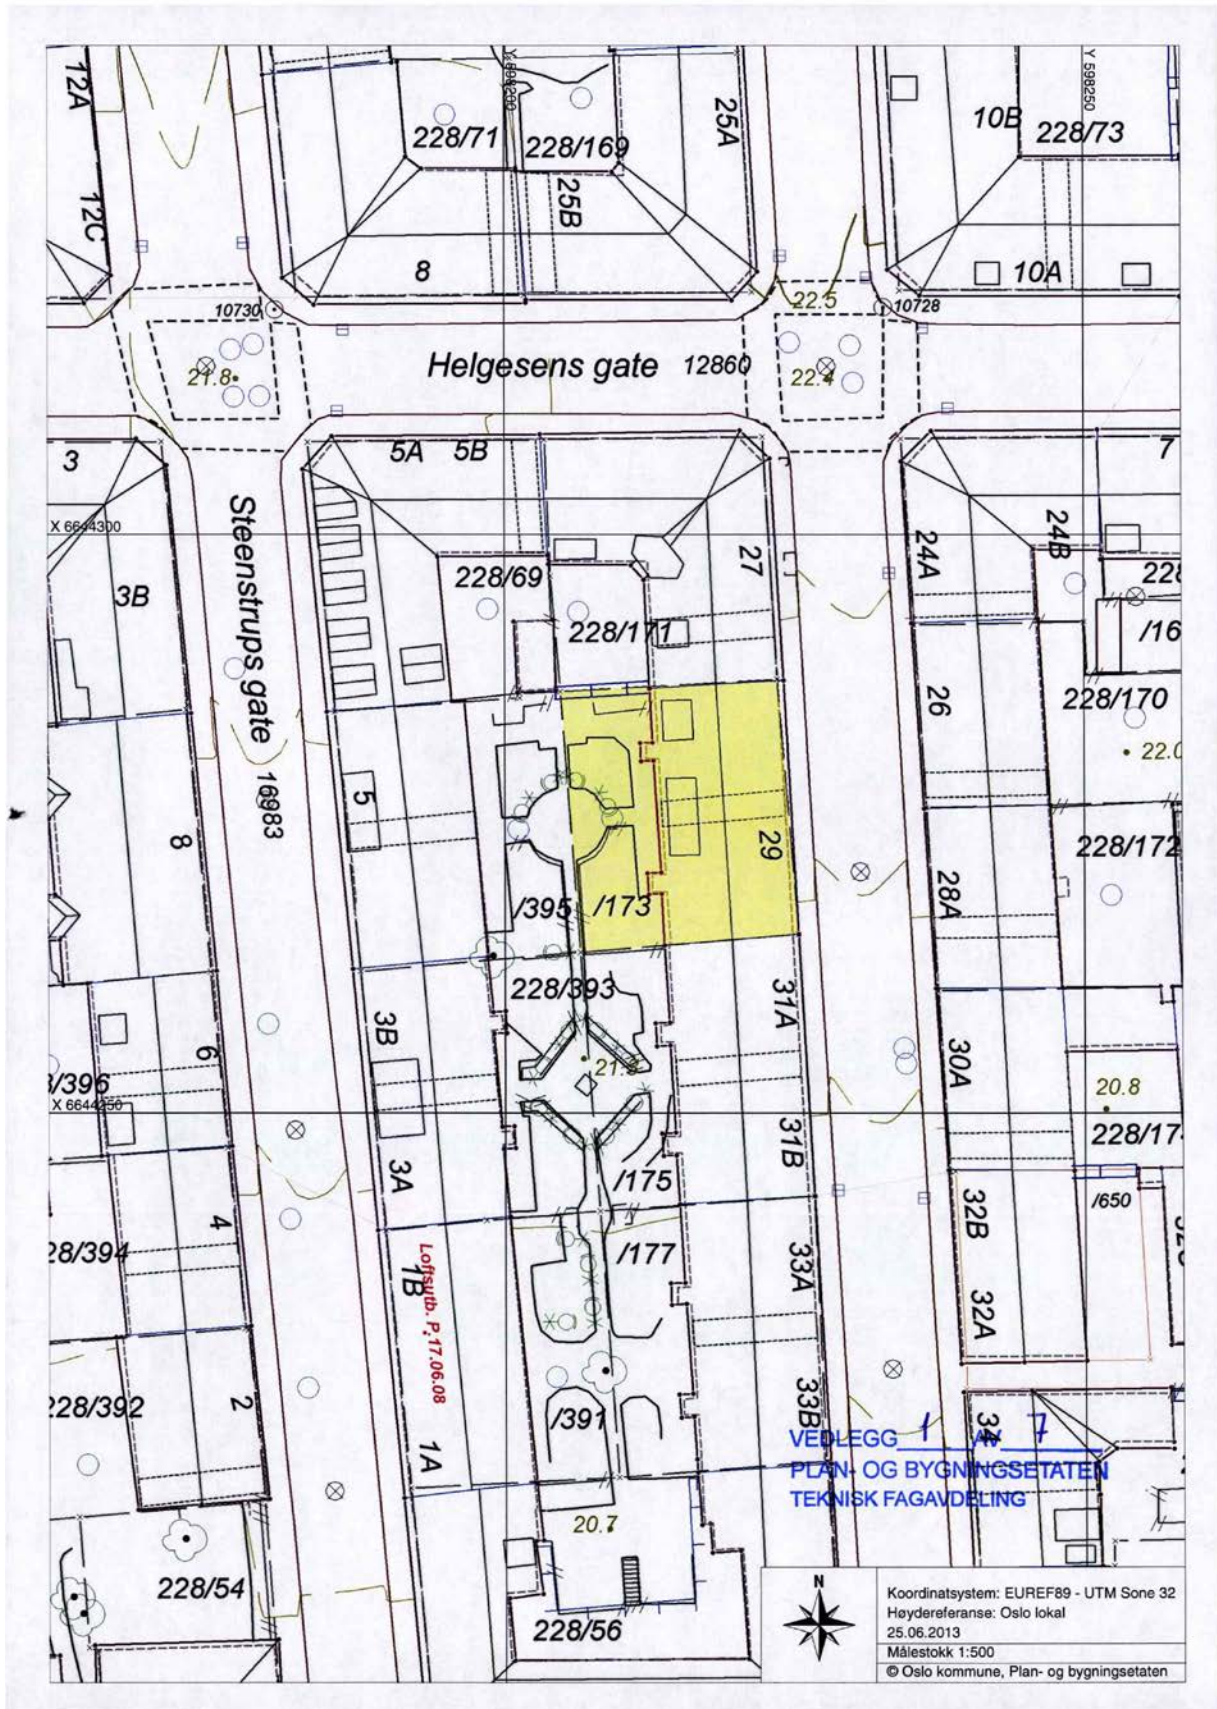 12A
12C
228/71
228/169
25A
25B
Y 598200
10B
228/73
Y 598250
8
10A
10730
22.5
10728
21.8
Helgesens gate
12860
22.4
3
5A
5B
7
X 6644300
Steenstrups gate
16983
3B
228/69
228/171
27
24A
24B
/16
228/170
22.0
26
5
8
29
228/172
28A
/395
/173
228/393
31A
3B
6
21.9
30A
20.8
/396
X 6644250
31B
228/17
3A
/175
/650
32B
4
28/394
/177
33A
32A
1B
Loftsutb. P. 17.06.08
2
228/392
/391
33B
34
1A
VEDLEGG 1 AV 7
PLAN- OG BYGNINGSETATEN
TEKNISK FAGAVDELING
20.7
228/54
228/56
N
Koordinatsystem: EUREF89 - UTM Sone 32
Høydereferanse: Oslo lokal
25.06.2013
Målestokk 1:500
© Oslo kommune, Plan- og bygningsetaten